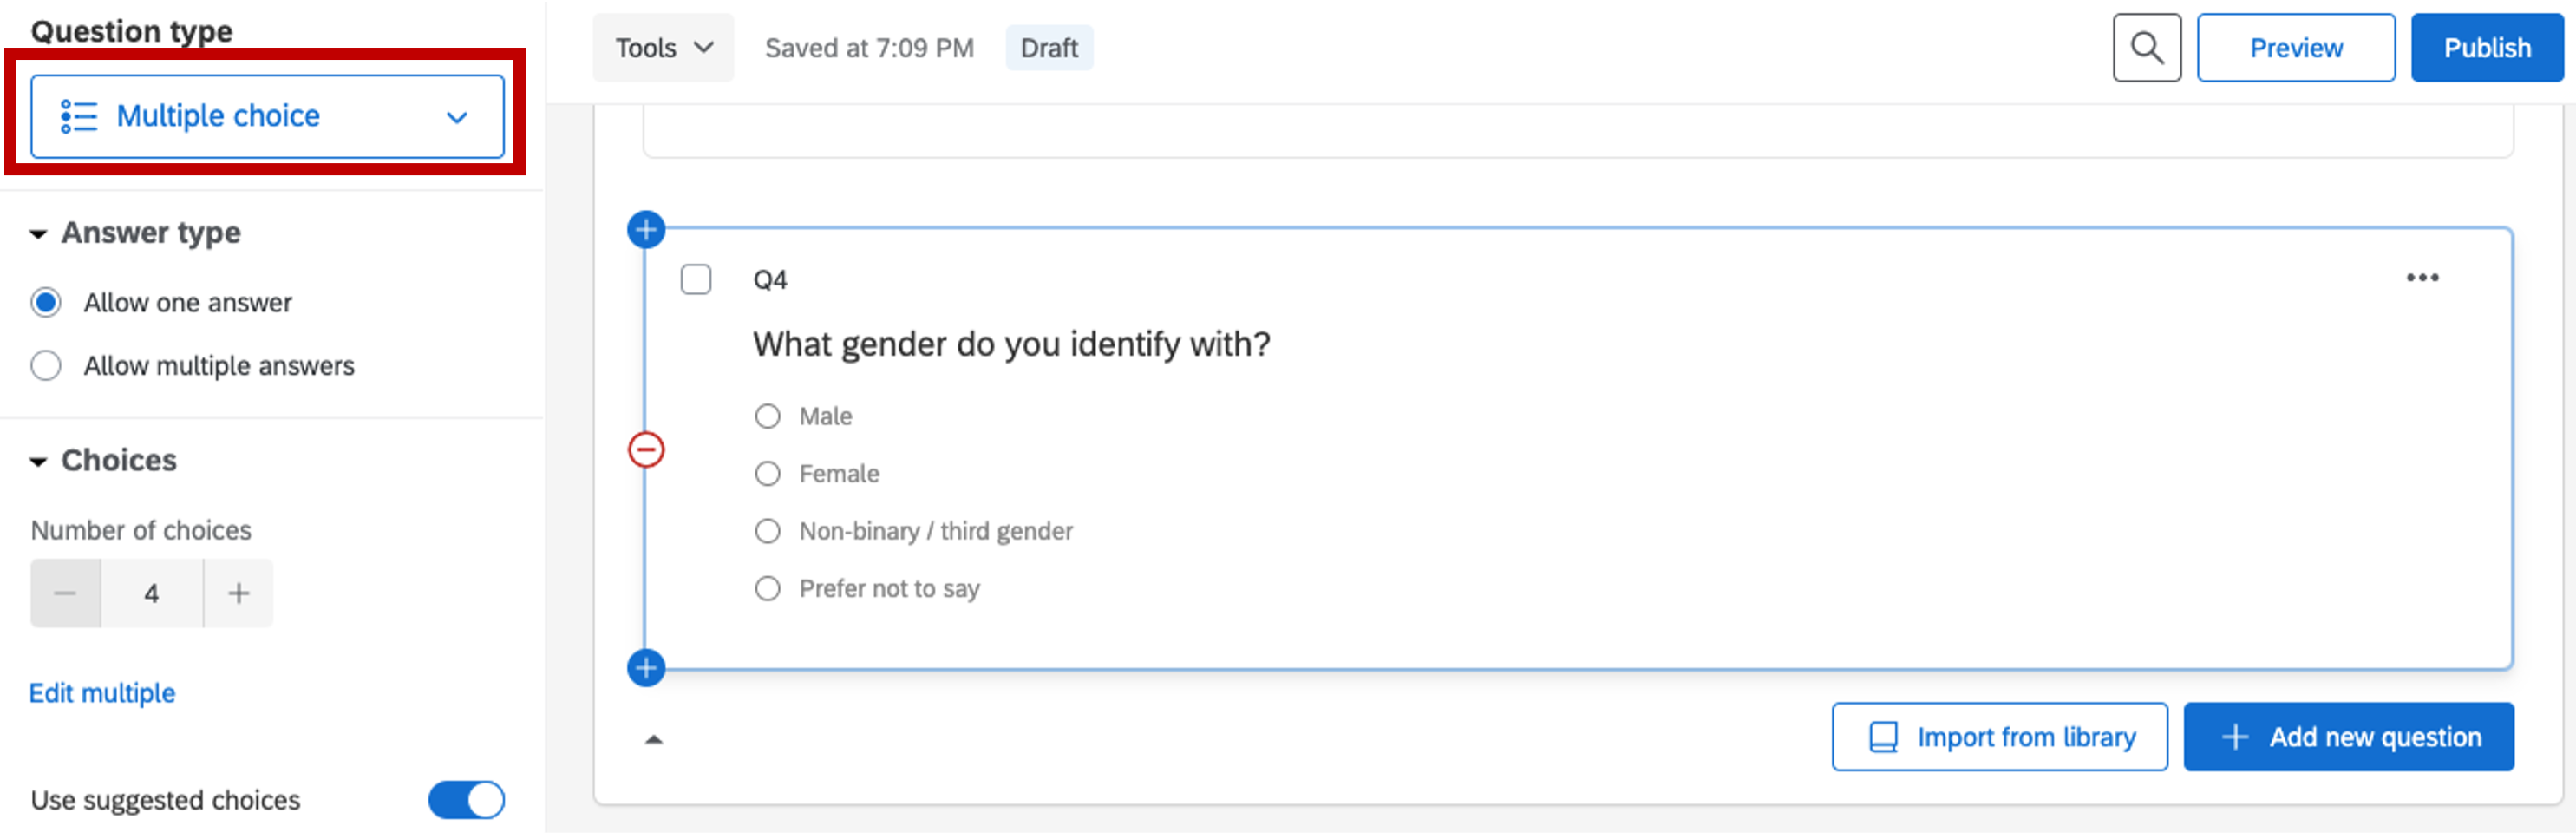 Question type
Multiple choice
Answer type
Allow one answer
Allow multiple answers
Choices
Number of choices
4
Edit multiple
Use suggested choices
Tools
Saved at 7:09 PM
Draft
Preview
Publish
Q4
What gender do you identify with?
Male
Female
Non-binary / third gender
Prefer not to say
Import from library
Add new question